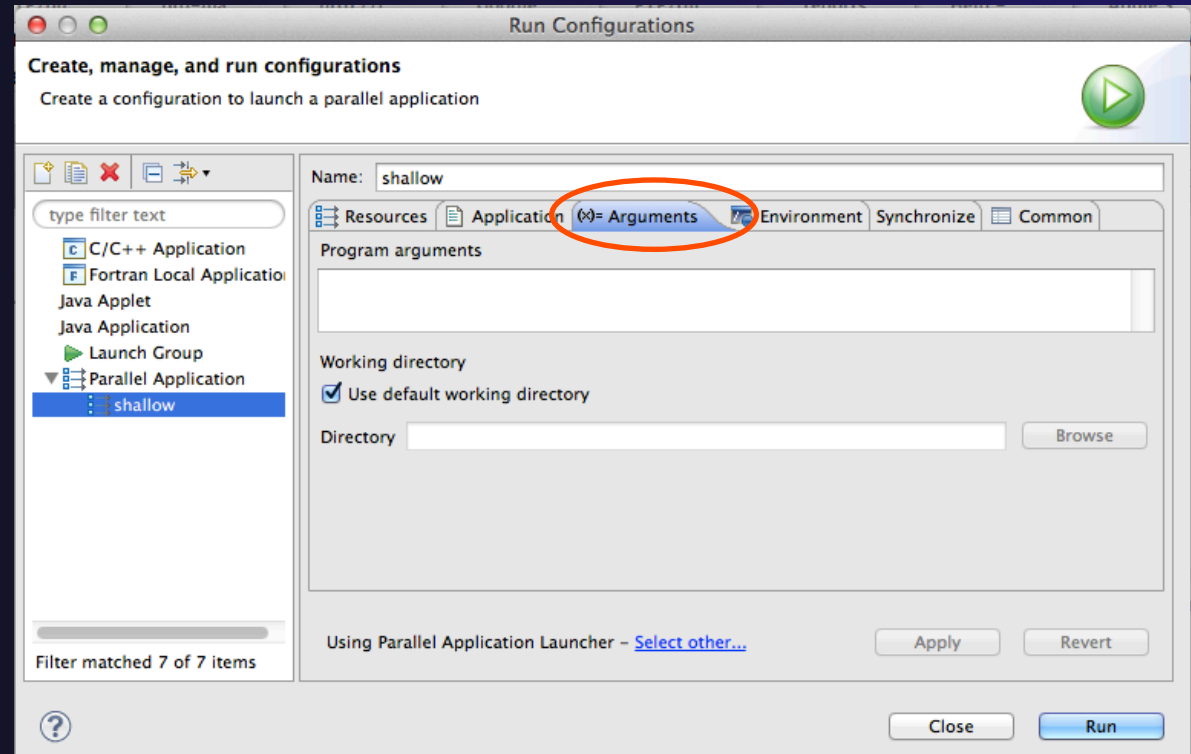 Run Configurations
Create, manage, and run configurations
Create a configuration to launch a parallel application
type filter text
C/C++ Application
Fortran Local Applicatio
Java Applet
Java Application
Launch Group
Parallel Application
shallow
Filter matched 7 of 7 items
Name: shallow
Resources Application (x)= Arguments Environment Synchronize Common
Program arguments
Working directory
Use default working directory
Directory Browse
Using Parallel Application Launcher – Select other...
Apply Revert
? Close Run